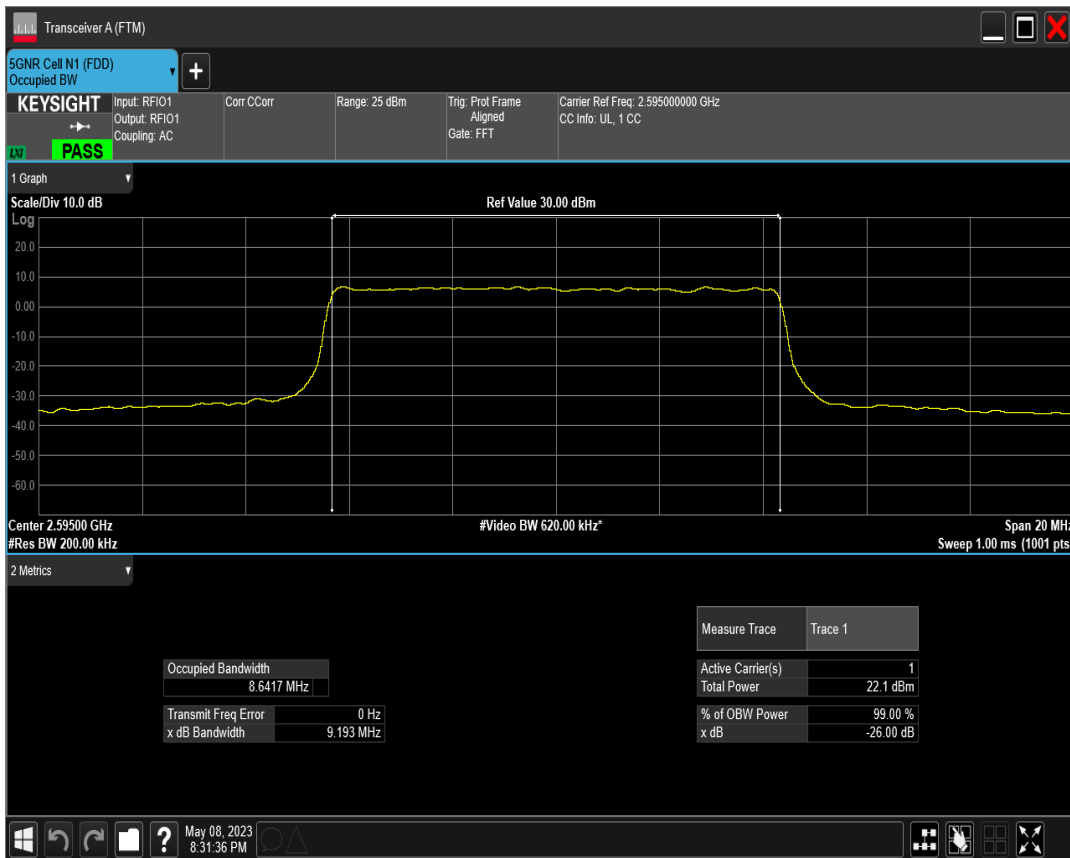 Transceiver A (FTM)
5GNR Cell N1 (FDD)
Occupied BW
+
KEYSIGHT
LXI
PASS
Input: RFIO1
Output: RFIO1
Coupling: AC
Corr CCorr
Range: 25 dBm
Trig: Prot Frame
Aligned
Gate: FFT
Carrier Ref Freq: 2.595000000 GHz
CC Info: UL, 1 CC
1 Graph
Scale/Div 10.0 dB
Ref Value 30.00 dBm
Log
20.0
10.0
0.00
-10.0
-20.0
-30.0
-40.0
-50.0
-60.0
Center 2.59500 GHz
#Video BW 620.00 kHz*
Span 20 MHz
#Res BW 200.00 kHz
Sweep 1.00 ms (1001 pts
2 Metrics
Measure Trace Trace 1
Occupied Bandwidth
8.6417 MHz
Active Carrier(s) 1
Total Power 22.1 dBm
Transmit Freq Error 0 Hz
x dB Bandwidth 9.193 MHz
% of OBW Power 99.00 %
x dB -26.00 dB
?
May 08, 2023
8:31:36 PM